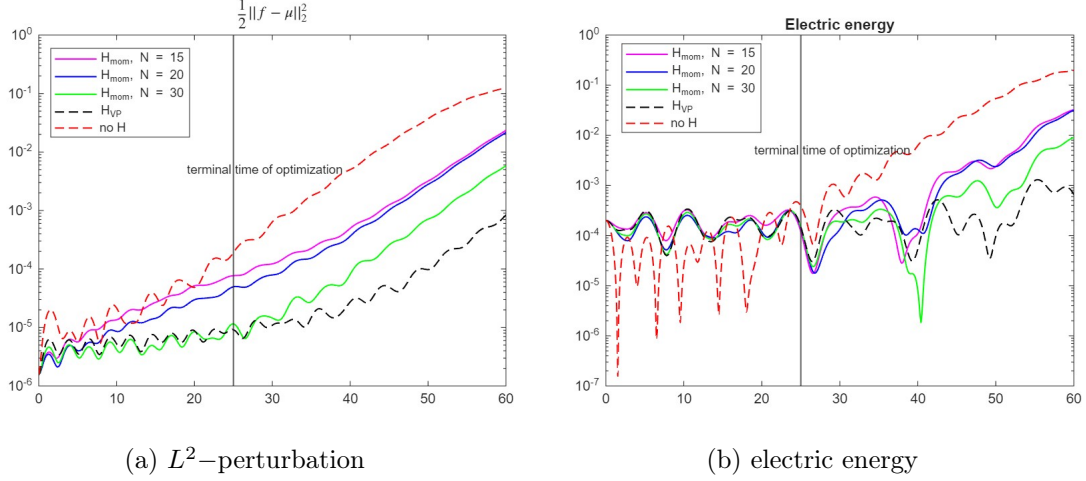 1/2 ||f − μ||₂²
10⁰
10⁻¹
10⁻²
10⁻³
10⁻⁴
10⁻⁵
10⁻⁶
H_mom, N = 15
H_mom, N = 20
H_mom, N = 30
H_VP
no H
terminal time of optimization
0 10 20 30 40 50 60
(a) L²−perturbation
Electric energy
10⁰
10⁻¹
10⁻²
10⁻³
10⁻⁴
10⁻⁵
10⁻⁶
10⁻⁷
H_mom, N = 15
H_mom, N = 20
H_mom, N = 30
H_VP
no H
terminal time of optimization
0 10 20 30 40 50 60
(b) electric energy